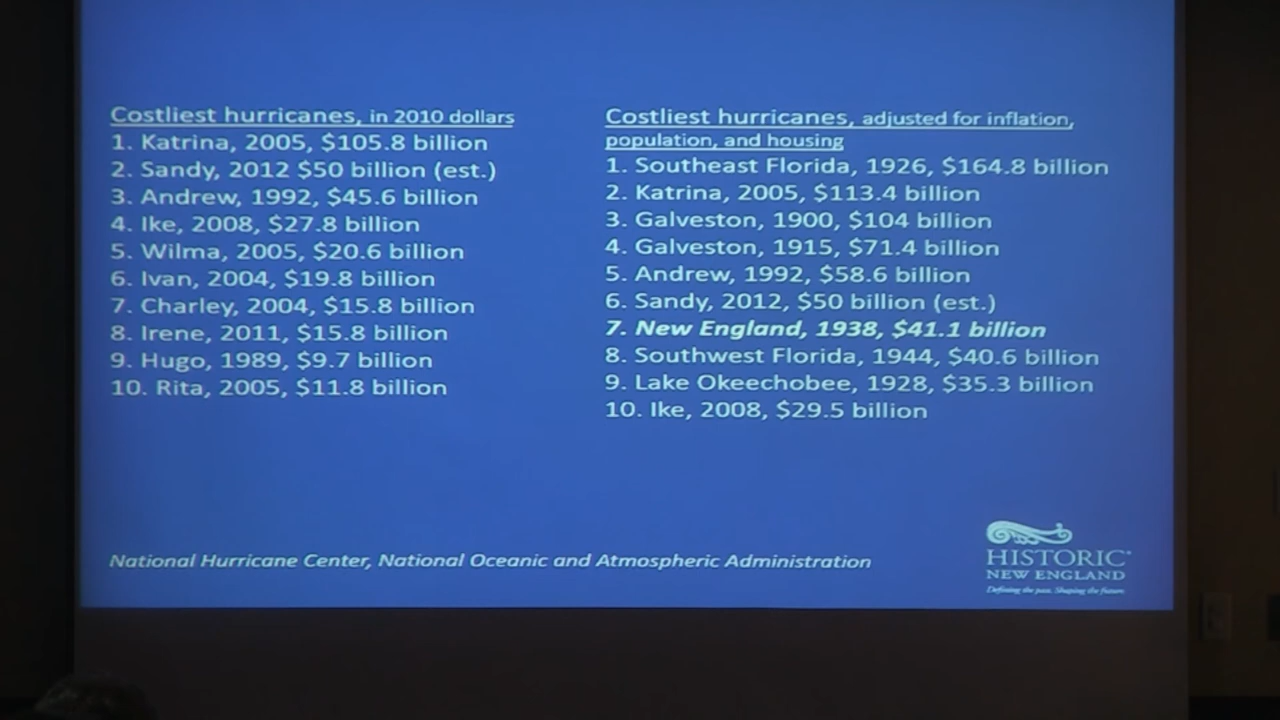 Costliest hurricanes, in 2010 dollars
1. Katrina, 2005, $105.8 billion
2. Sandy, 2012 $50 billion (est.)
3. Andrew, 1992, $45.6 billion
4. Ike, 2008, $27.8 billion
5. Wilma, 2005, $20.6 billion
6. Ivan, 2004, $19.8 billion
7. Charley, 2004, $15.8 billion
8. Irene, 2011, $15.8 billion
9. Hugo, 1989, $9.7 billion
10. Rita, 2005, $11.8 billion
Costliest hurricanes, adjusted for inflation,
population, and housing
1. Southeast Florida, 1926, $164.8 billion
2. Katrina, 2005, $113.4 billion
3. Galveston, 1900, $104 billion
4. Galveston, 1915, $71.4 billion
5. Andrew, 1992, $58.6 billion
6. Sandy, 2012, $50 billion (est.)
7. New England, 1938, $41.1 billion
8. Southwest Florida, 1944, $40.6 billion
9. Lake Okeechobee, 1928, $35.3 billion
10. Ike, 2008, $29.5 billion
National Hurricane Center, National Oceanic and Atmospheric Administration
HISTORIC
NEW ENGLAND
Defining the past. Shaping the future.